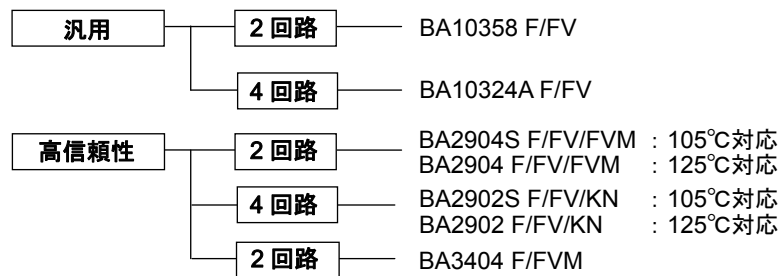 汎用 2 回路 BA10358 F/FV
4 回路 BA10324A F/FV
高信頼性 2 回路 BA2904S F/FV/FVM : 105℃対応
BA2904 F/FV/FVM : 125℃対応
4 回路 BA2902S F/FV/KN : 105℃対応
BA2902 F/FV/KN : 125℃対応
2 回路 BA3404 F/FVM